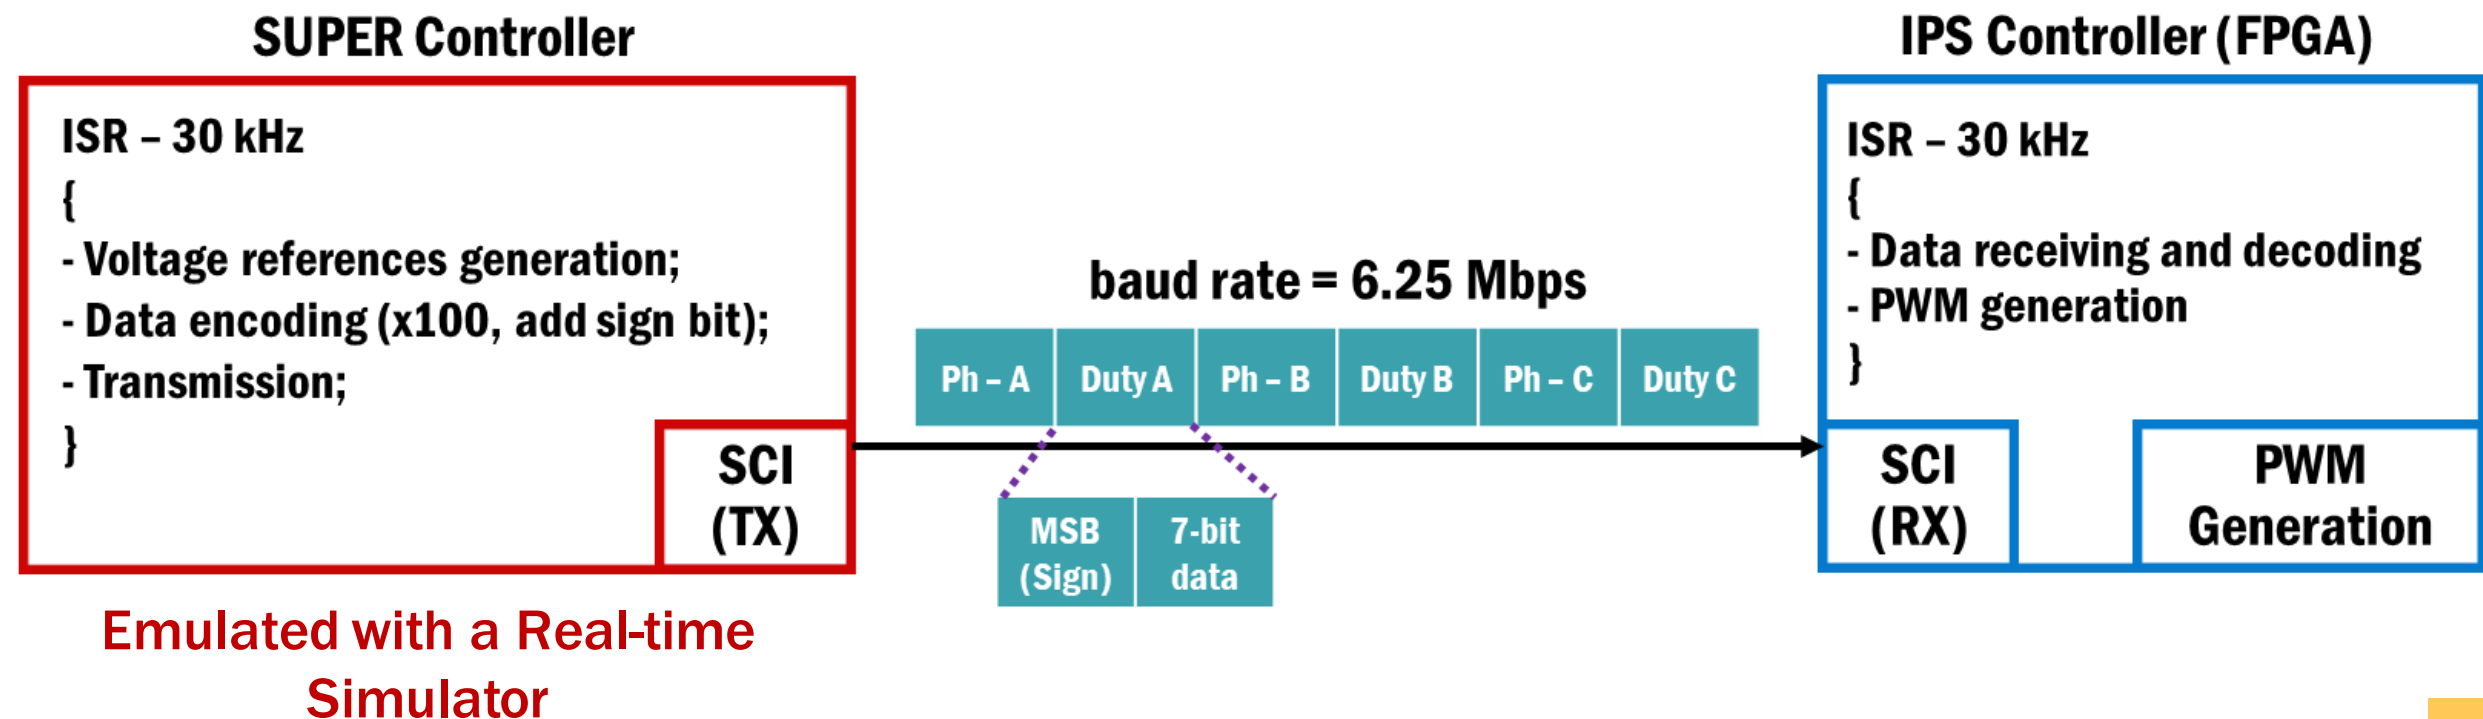 SUPER Controller
ISR – 30 kHz
{
- Voltage references generation;
- Data encoding (x100, add sign bit);
- Transmission;
}
SCI
(TX)
Emulated with a Real-time
Simulator
baud rate = 6.25 Mbps
Ph – A
Duty A
Ph – B
Duty B
Ph – C
Duty C
MSB
(Sign)
7-bit
data
IPS Controller (FPGA)
ISR – 30 kHz
{
- Data receiving and decoding
- PWM generation
}
SCI
(RX)
PWM
Generation